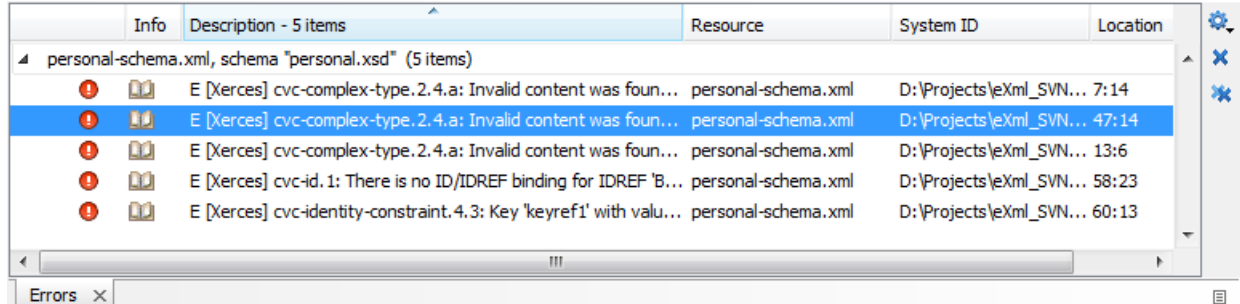 Info Description - 5 items Resource System ID Location
personal-schema.xml, schema "personal.xsd" (5 items)
E [Xerces] cvc-complex-type.2.4.a: Invalid content was foun... personal-schema.xml D:\Projects\eXml_SVN... 7:14
E [Xerces] cvc-complex-type.2.4.a: Invalid content was foun... personal-schema.xml D:\Projects\eXml_SVN... 47:14
E [Xerces] cvc-complex-type.2.4.a: Invalid content was foun... personal-schema.xml D:\Projects\eXml_SVN... 13:6
E [Xerces] cvc-id.1: There is no ID/IDREF binding for IDREF 'B... personal-schema.xml D:\Projects\eXml_SVN... 58:23
E [Xerces] cvc-identity-constraint.4.3: Key 'keyref1' with valu... personal-schema.xml D:\Projects\eXml_SVN... 60:13
Errors